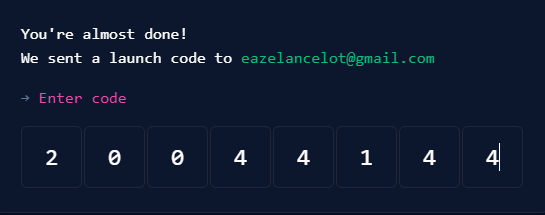 You're almost done!
We sent a launch code to eazelancelot@gmail.com
→ Enter code
2 0 0 4 4 1 4 4